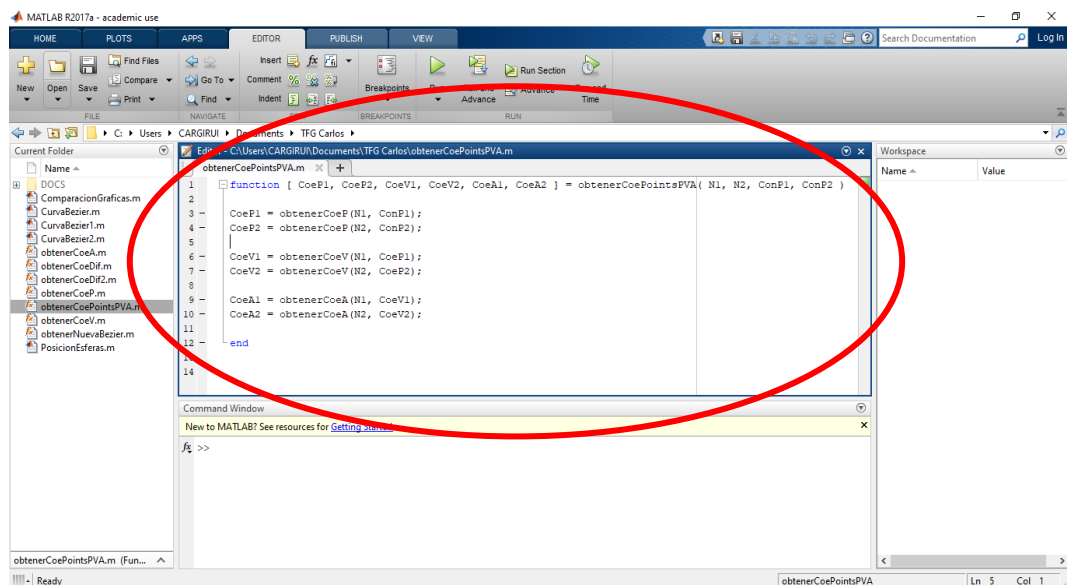 MATLAB R2017a - academic use
HOME PLOTS APPS EDITOR PUBLISH VIEW Search Documentation Log In
New Open Save Find Files Compare Print
Go To Find
Insert fx Comment Indent
Breakpoints
Advance Run Section Advance Time
FILE NAVIGATE BREAKPOINTS RUN
C: Users CARGIRUI Documents TFG Carlos
Current Folder
Name
DOCS
ComparacionGraficas.m
CurvaBezier.m
CurvaBezier1.m
CurvaBezier2.m
obtenerCoeA.m
obtenerCoeDif.m
obtenerCoeDif2.m
obtenerCoeP.m
obtenerCoePointsPVA.m
obtenerCoeV.m
obtenerNuevaBezier.m
PosicionEsferas.m
obtenerCoePointsPVA.m (Fun...
Editor - C:\Users\CARGIRUI\Documents\TFG Carlos\obtenerCoePointsPVA.m
obtenerCoePointsPVA.m
1 function [ CoeP1, CoeP2, CoeV1, CoeV2, CoeA1, CoeA2 ] = obtenerCoePointsPVA( N1, N2, ConP1, ConP2 )
2
3 - CoeP1 = obtenerCoeP(N1, ConP1);
4 - CoeP2 = obtenerCoeP(N2, ConP2);
5
6 - CoeV1 = obtenerCoeV(N1, CoeP1);
7 - CoeV2 = obtenerCoeV(N2, CoeP2);
8
9 - CoeA1 = obtenerCoeA(N1, CoeV1);
10 - CoeA2 = obtenerCoeA(N2, CoeV2);
11
12 - end
14
Command Window
New to MATLAB? See resources for Getting Started
fx >>
Workspace
Name Value
Ready
obtenerCoePointsPVA Ln 5 Col 1